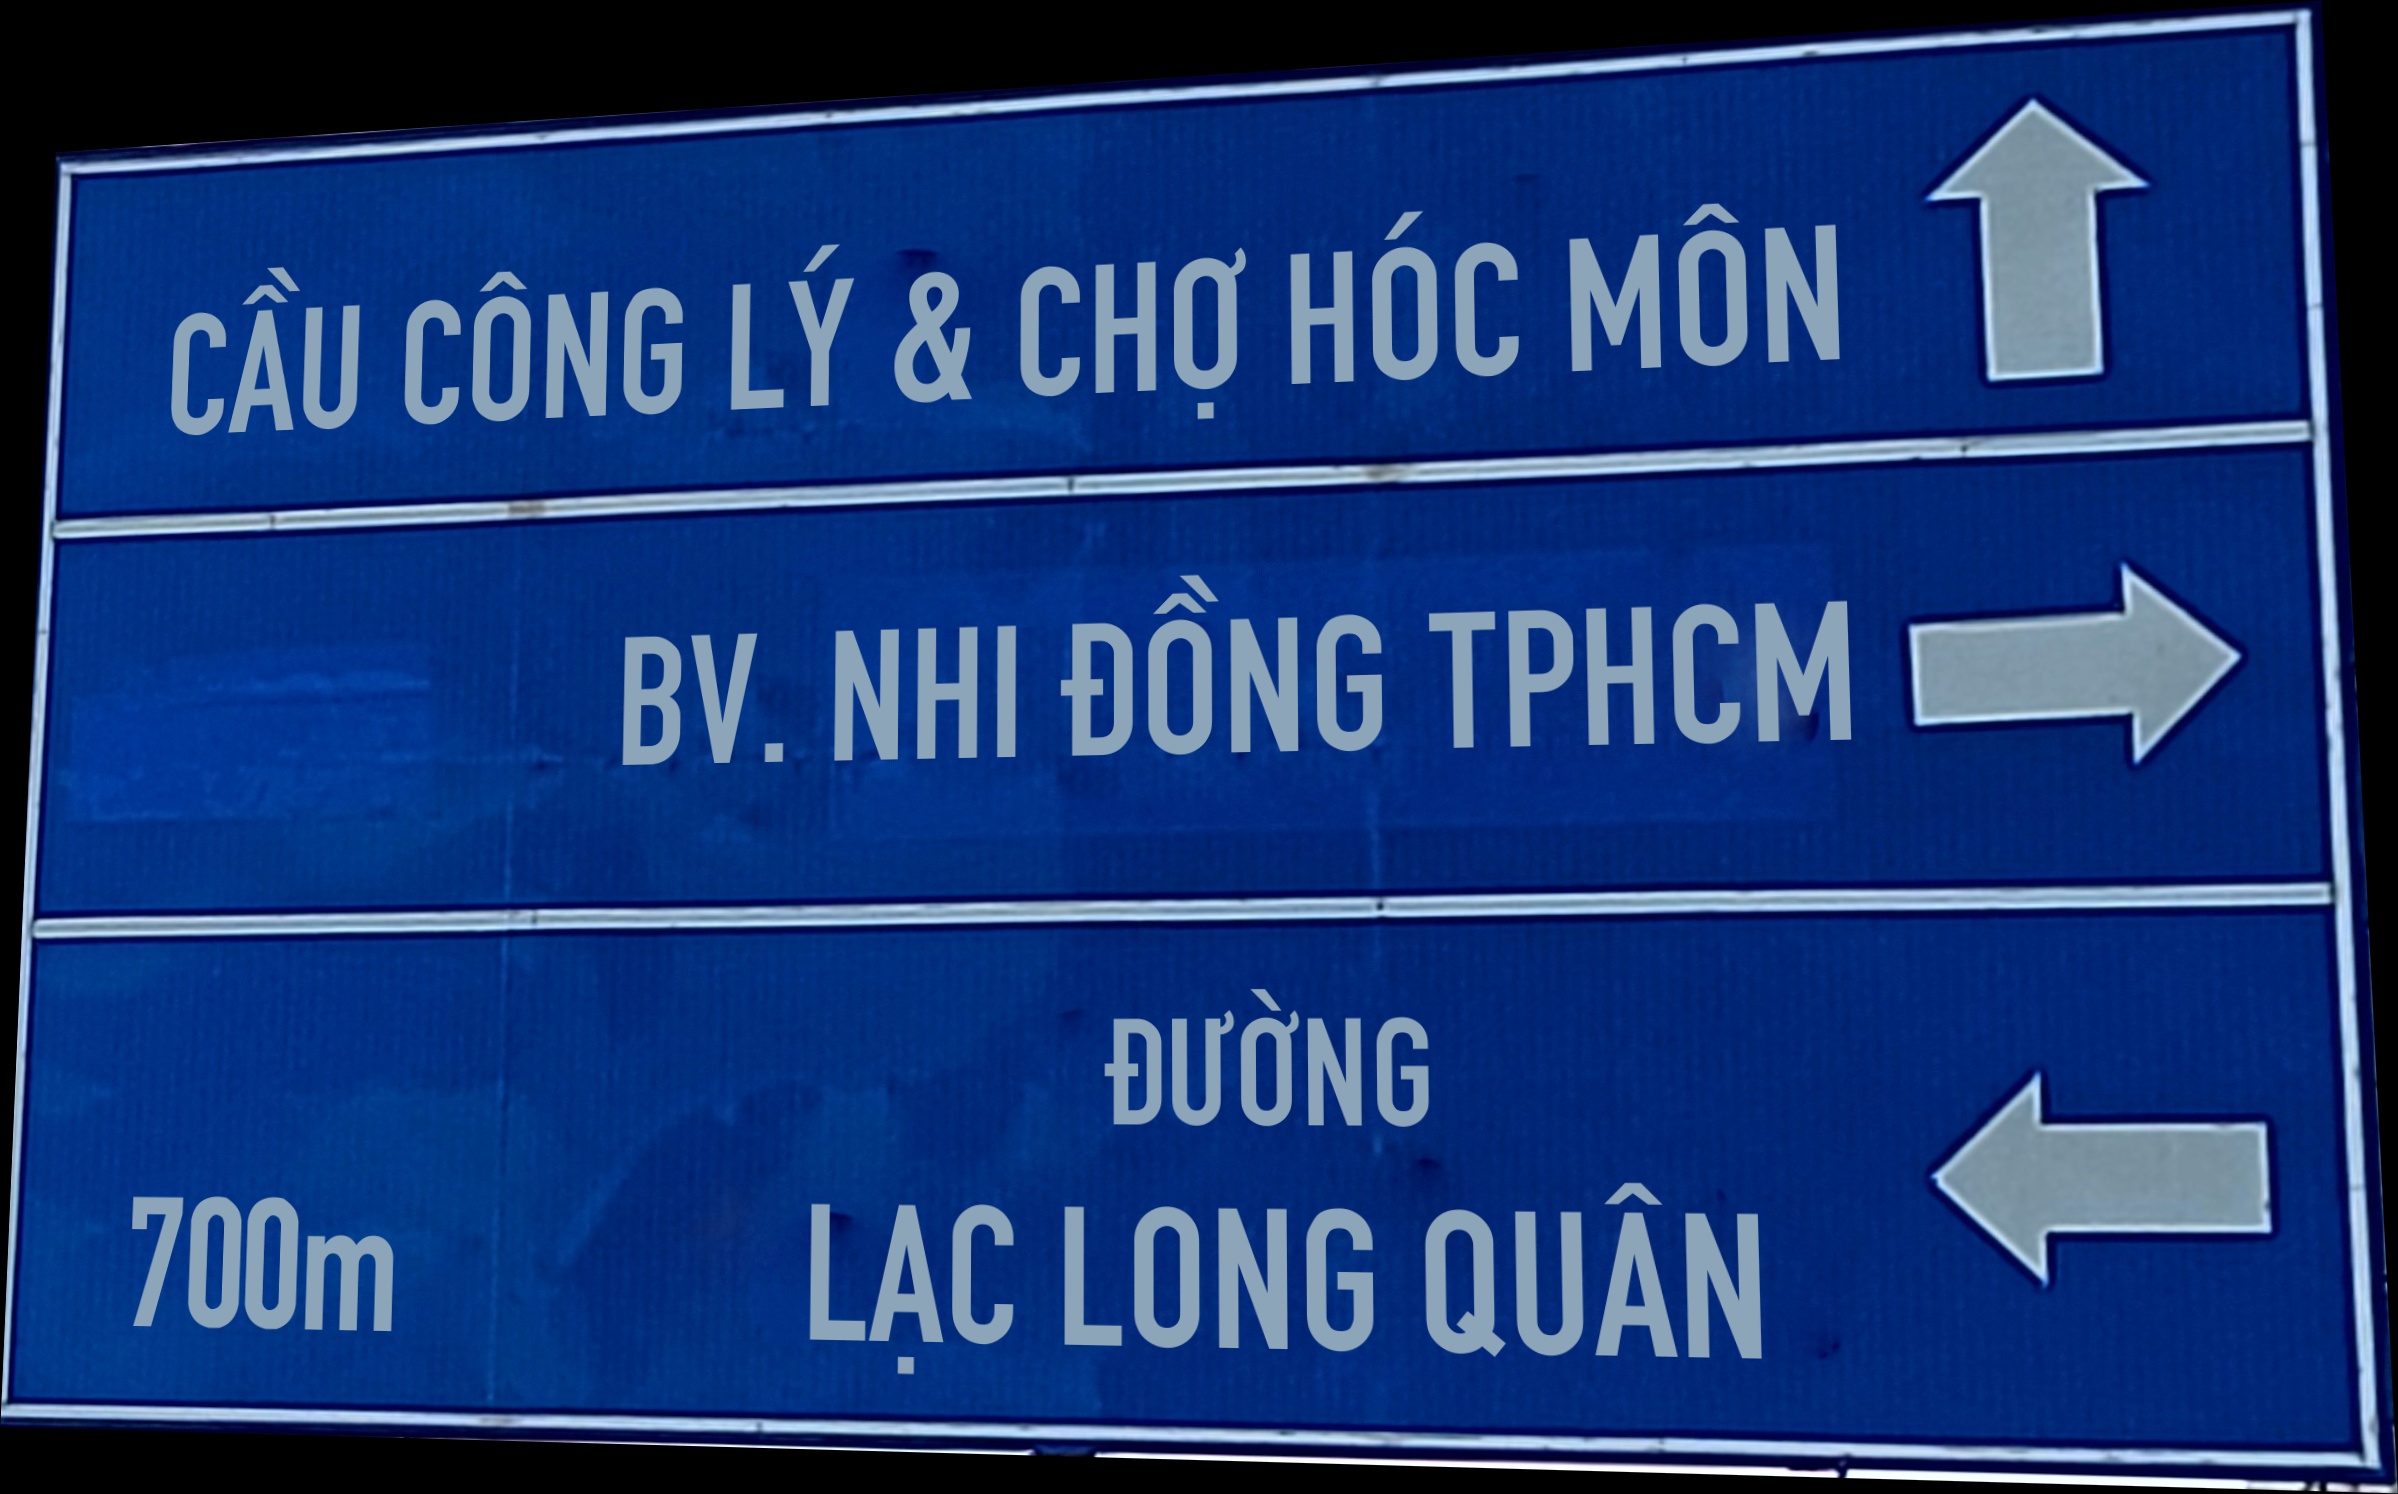 CẦU CÔNG LÝ & CHỢ HÓC MÔN
BV. NHI ĐỒNG TPHCM
ĐƯỜNG
LẠC LONG QUÂN
700m